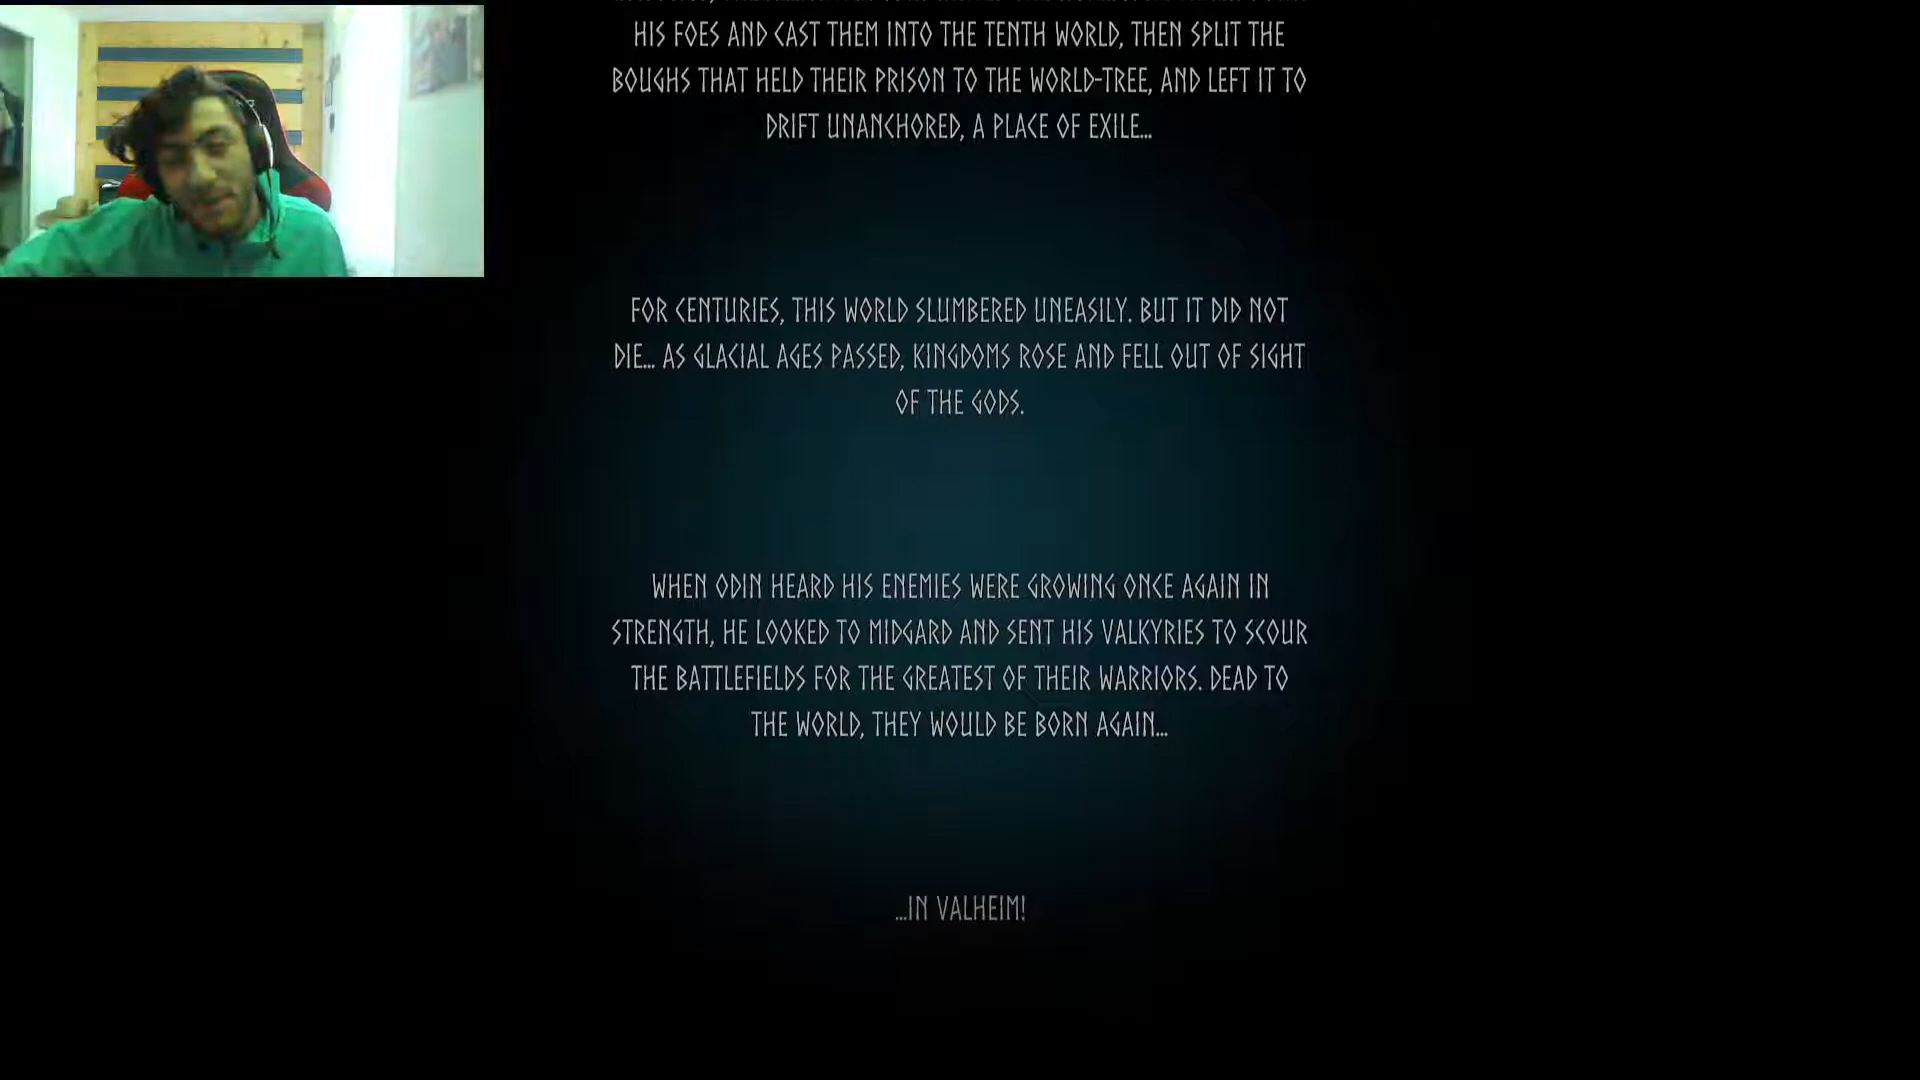 HIS FOES AND CAST THEM INTO THE TENTH WORLD, THEN SPLIT THE
BOUGHS THAT HELD THEIR PRISON TO THE WORLD-TREE, AND LEFT IT TO
DRIFT UNANCHORED, A PLACE OF EXILE...
FOR CENTURIES, THIS WORLD SLUMBERED UNEASILY. BUT IT DID NOT
DIE... AS GLACIAL AGES PASSED, KINGDOMS ROSE AND FELL OUT OF SIGHT
OF THE GODS.
WHEN ODIN HEARD HIS ENEMIES WERE GROWING ONCE AGAIN IN
STRENGTH, HE LOOKED TO MIDGARD AND SENT HIS VALKYRIES TO SCOUR
THE BATTLEFIELDS FOR THE GREATEST OF THEIR WARRIORS. DEAD TO
THE WORLD, THEY WOULD BE BORN AGAIN...
...IN VALHEIM!